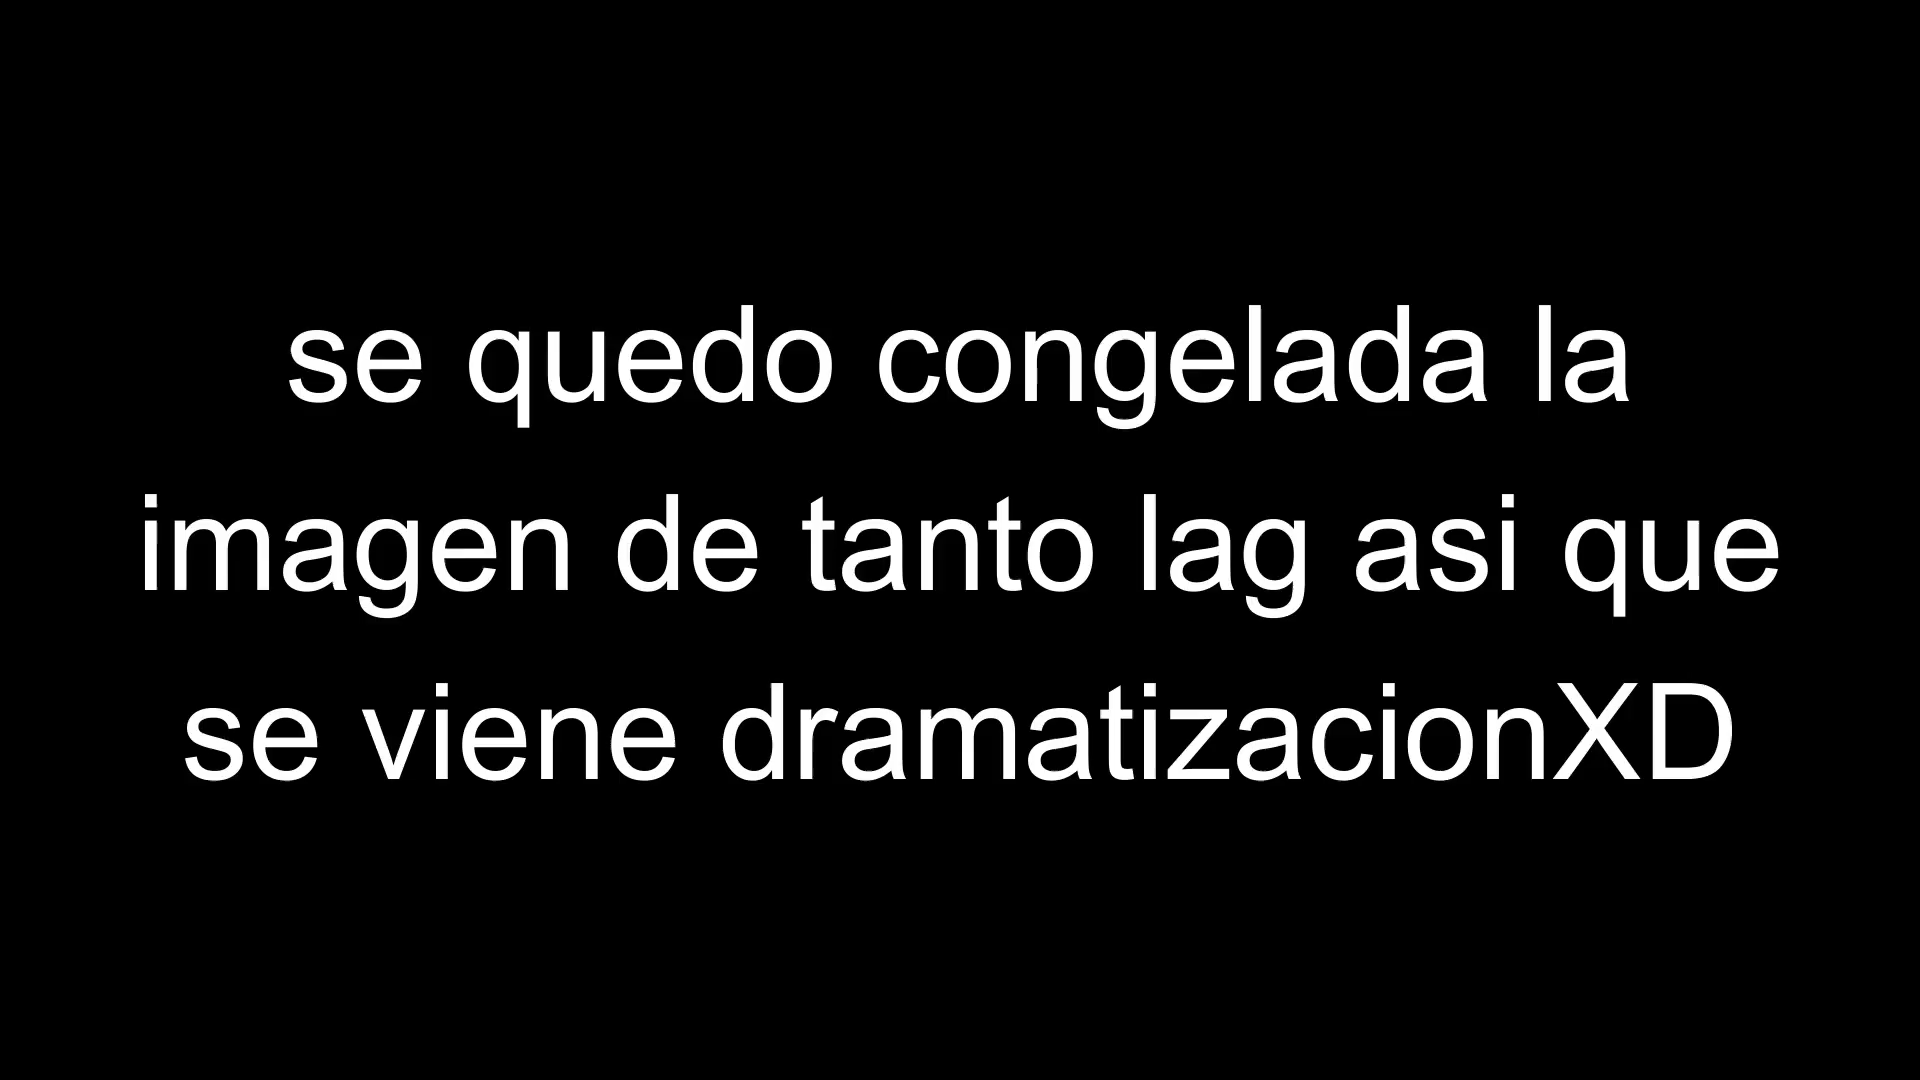 se quedo congelada la
imagen de tanto lag asi que
se viene dramatizacionXD